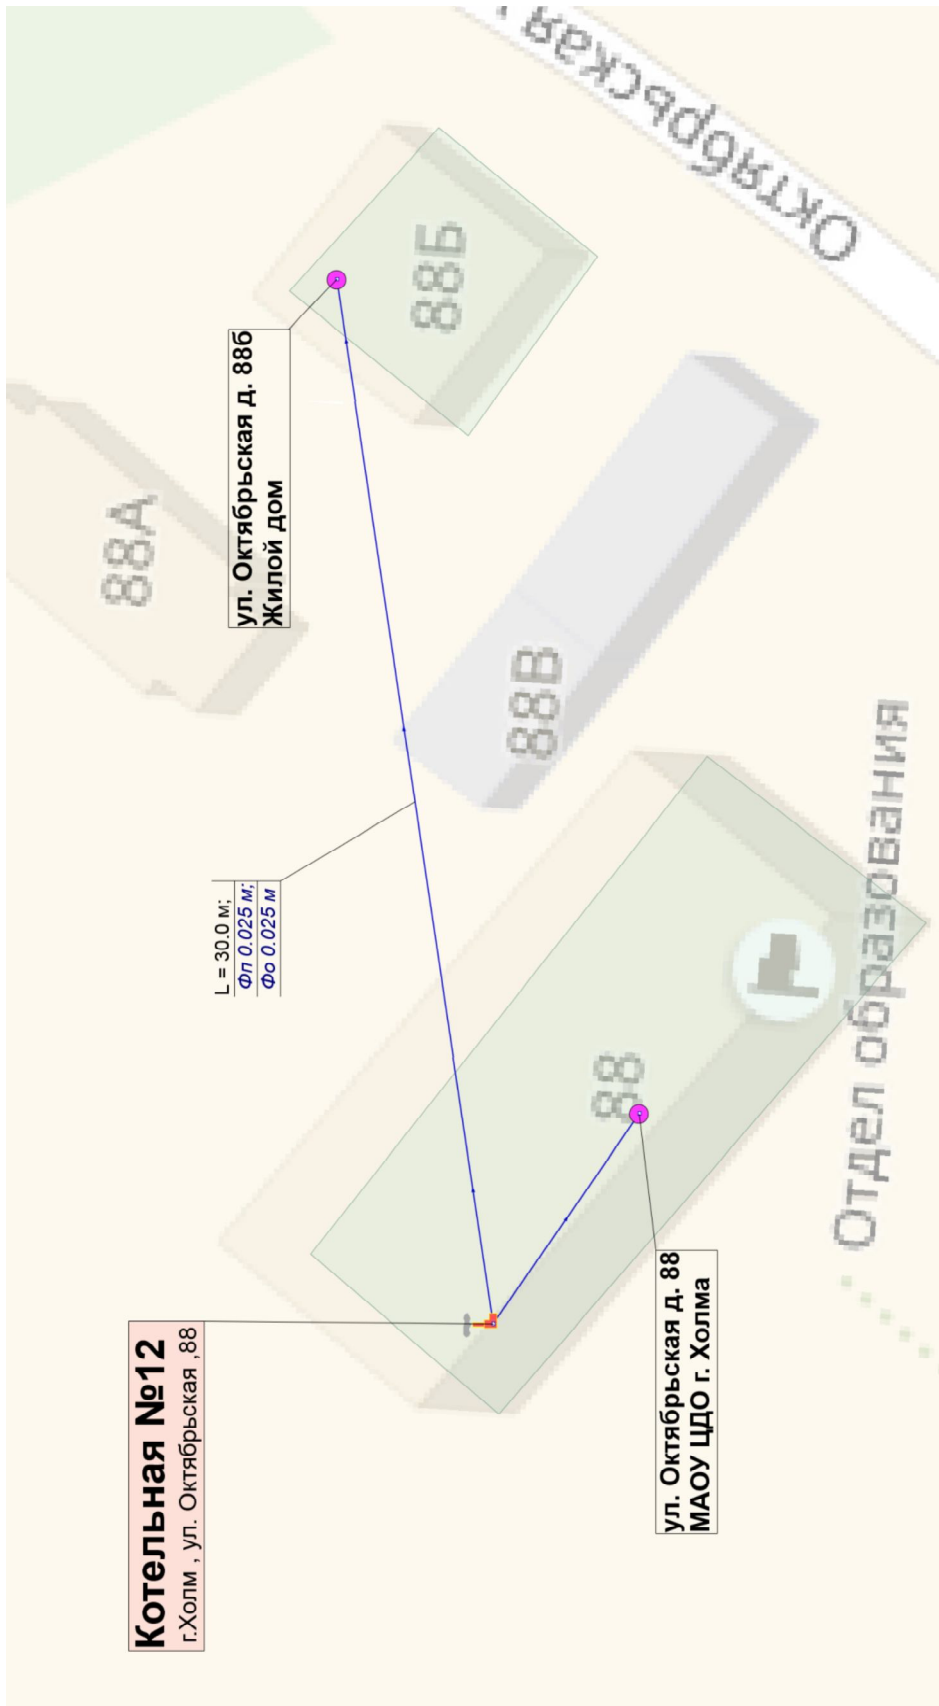 Котельная №12
г.Холм , ул. Октябрьская ,88
L = 30.0 м;
Фп 0.025 м;
Фо 0.025 м
ул. Октябрьская д. 88б
Жилой дом
88А
88Б
88В
88
ул. Октябрьская д. 88
МАОУ ЦДО г. Холма
Отдел образования
Октябрьская